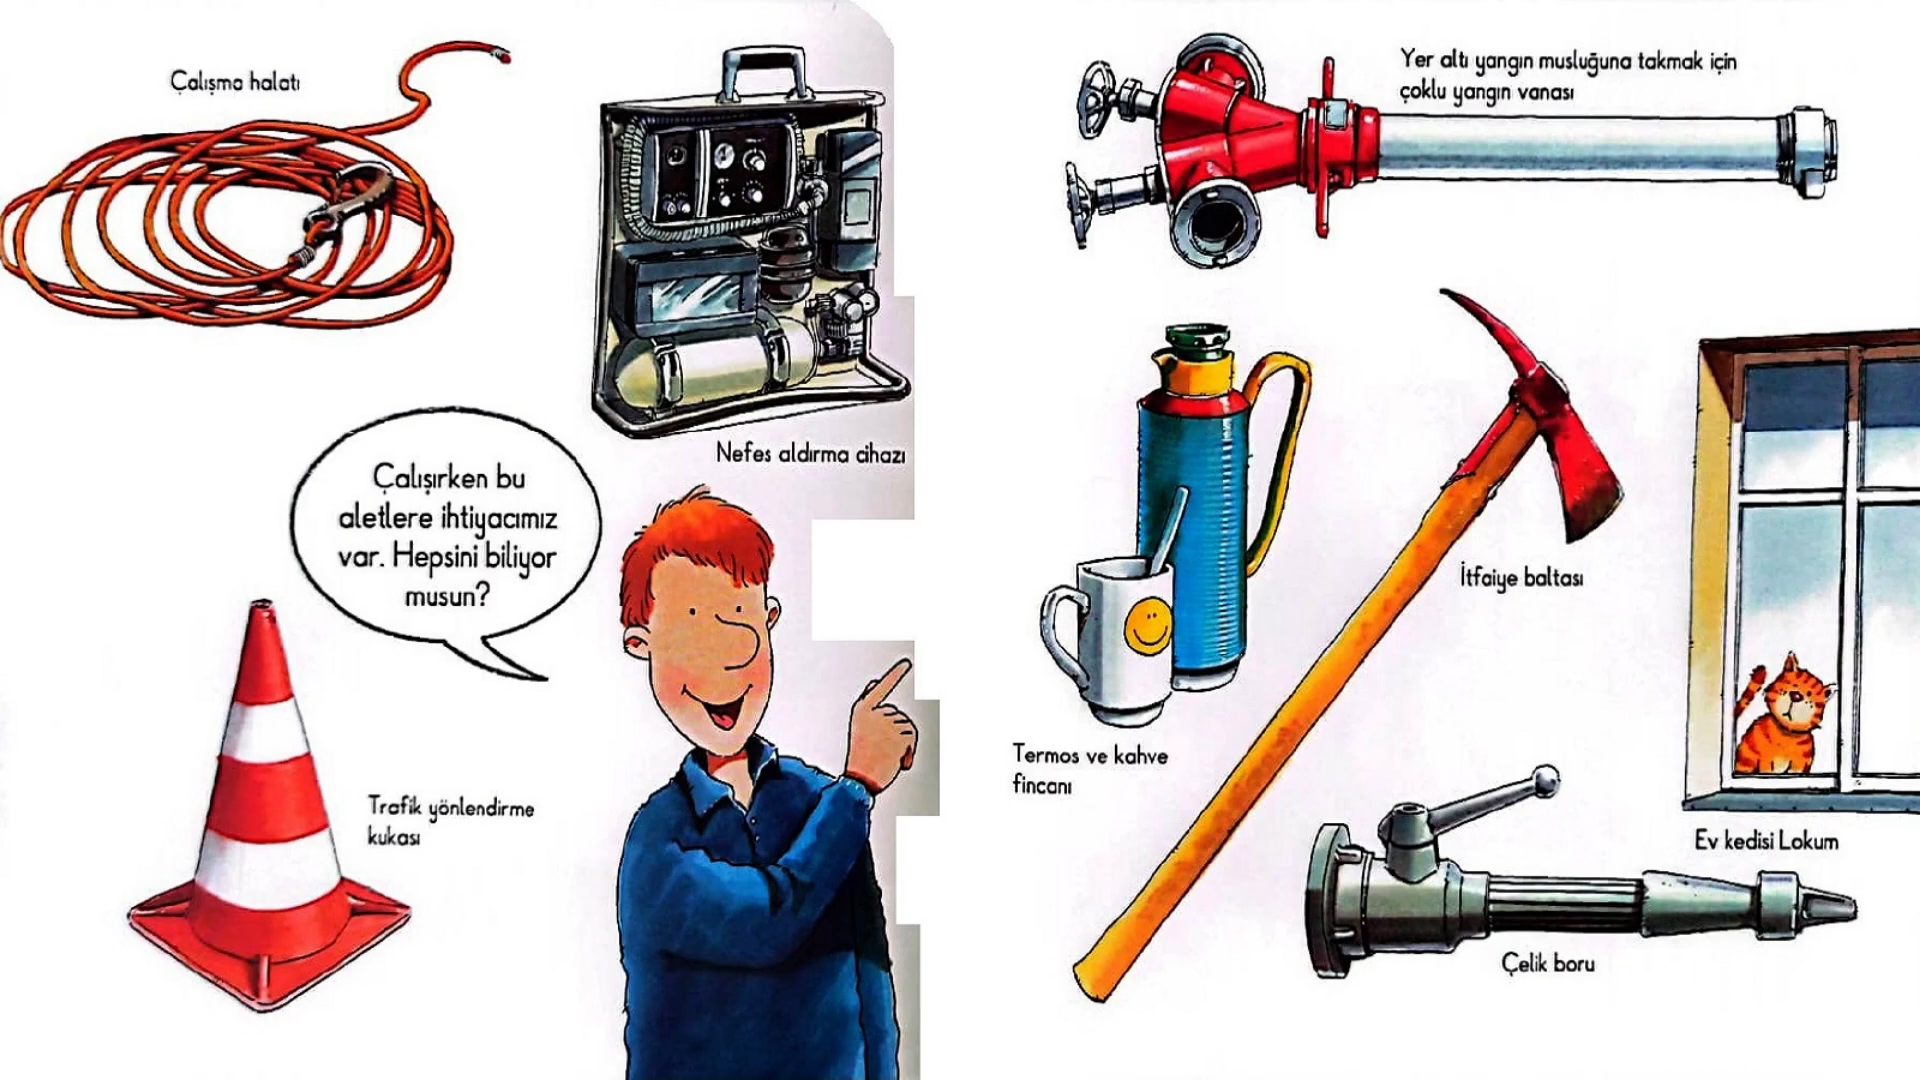 Çalışma halatı
Nefes aldırma cihazı
Çalışırken bu
aletlere ihtiyacımız
var. Hepsini biliyor
musun?
Trafik yönlendirme
kukası
Yer altı yangın musluğuna takmak için
çoklu yangın vanası
İtfaiye baltası
Termos ve kahve
fincanı
Ev kedisi Lokum
Çelik boru